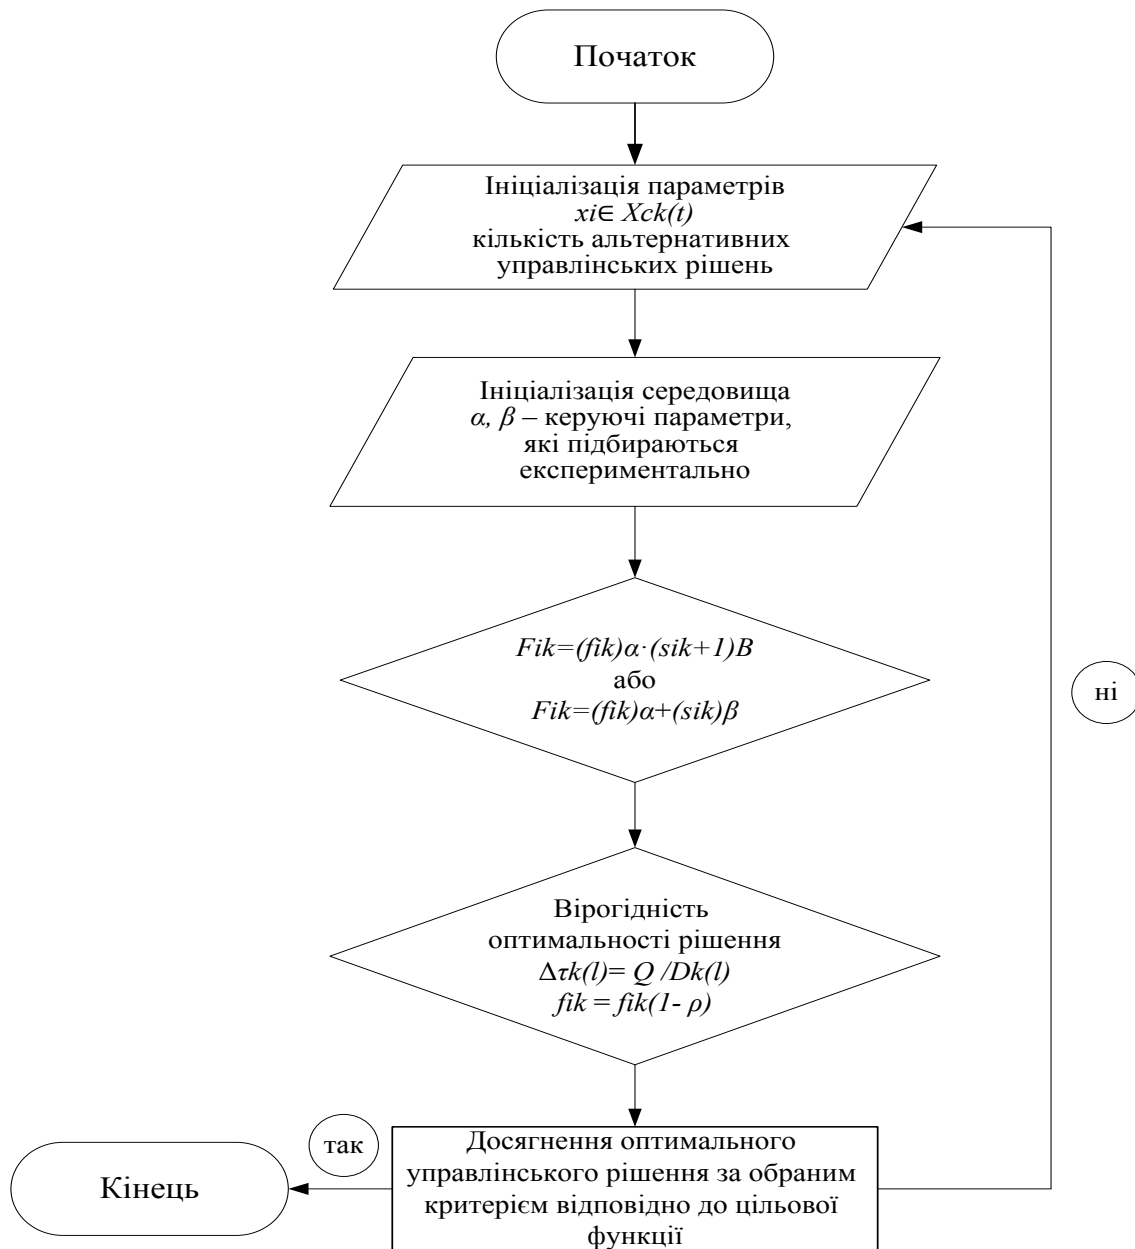 Початок
Ініціалізація параметрів
xi∈ Xck(t)
кількість альтернативних
управлінських рішень
Ініціалізація середовища
α, β – керуючі параметри,
які підбираються
експериментально
Fik=(fik)α·(sik+1)B
або
Fik=(fik)α+(sik)β
ні
Вірогідність
оптимальності рішення
Δτk(l)= Q /Dk(l)
fik = fik(1- ρ)
так
Досягнення оптимального
управлінського рішення за обраним
критерієм відповідно до цільової
функції
Кінець